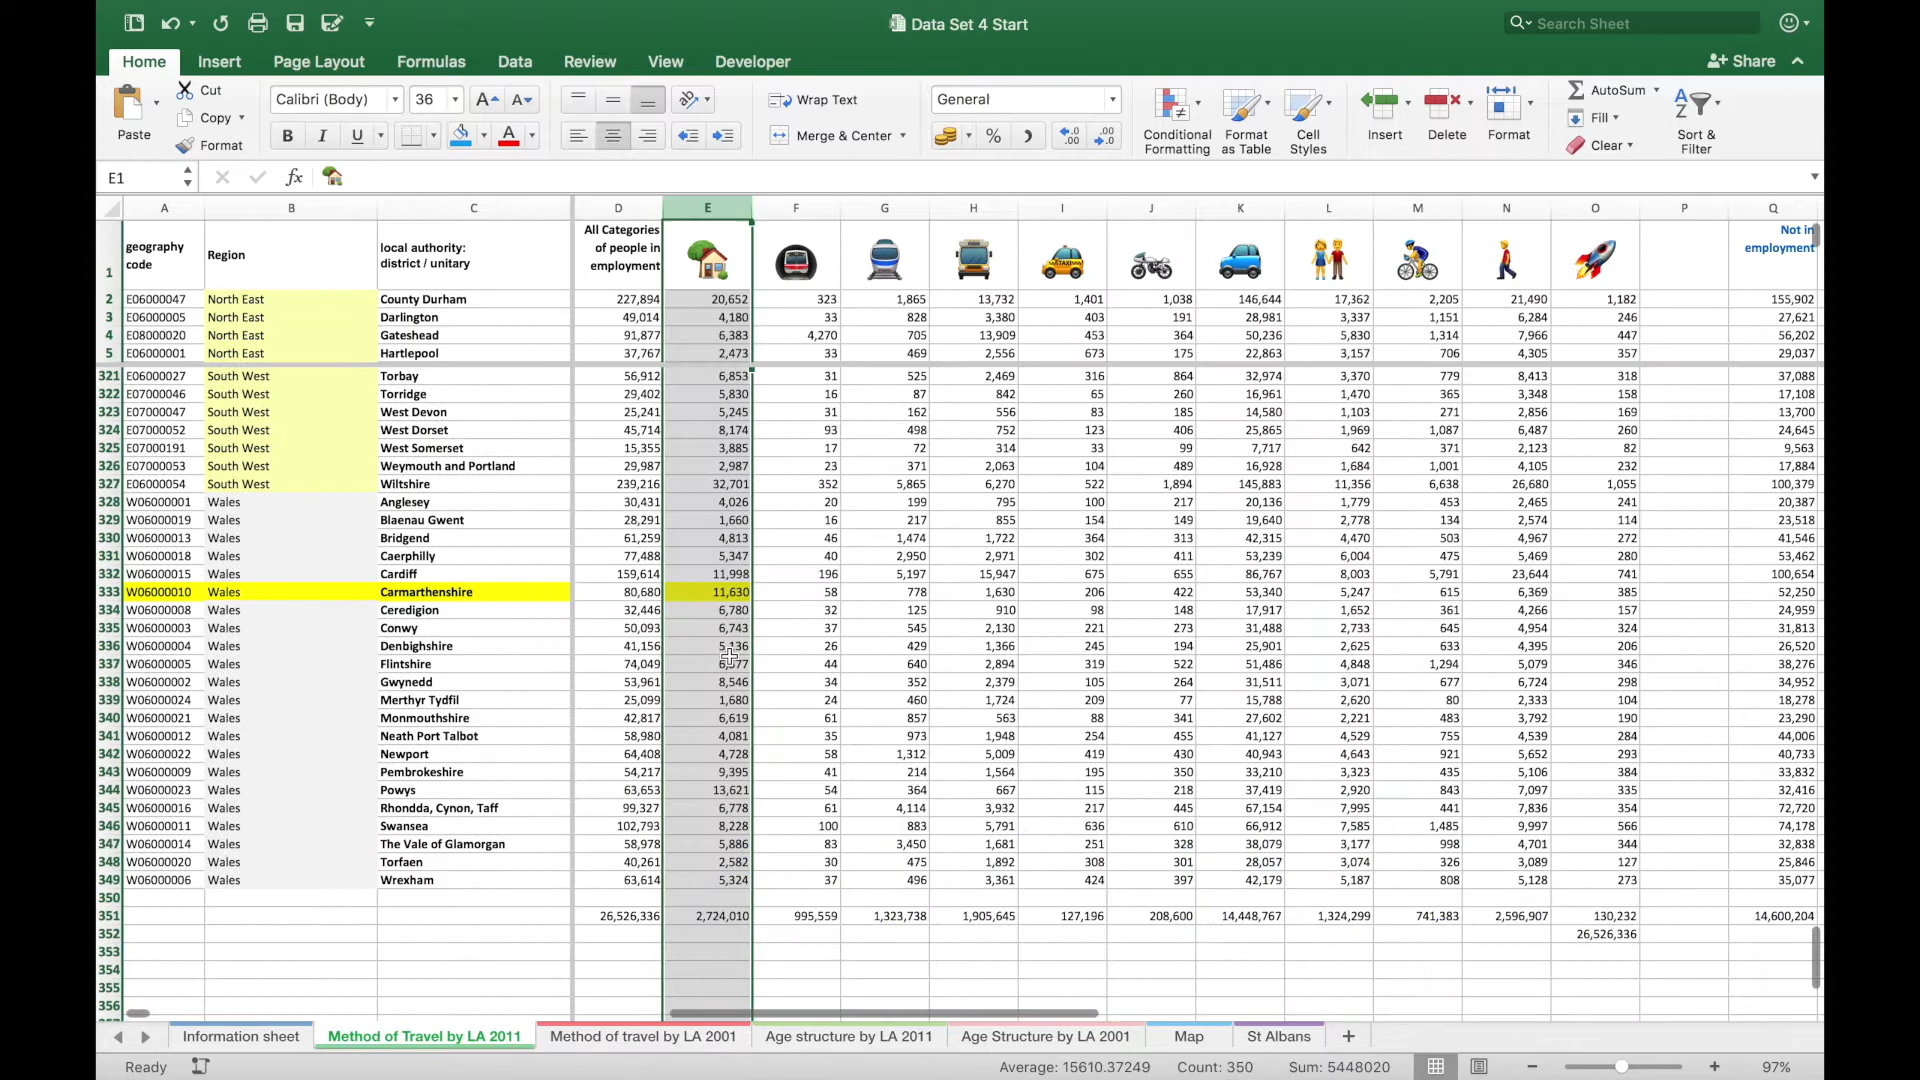 Data Set 4 Start
Search Sheet
Home Insert Page Layout Formulas Data Review View Developer Share
Cut
Copy
Format
Paste
Calibri (Body) 36 A A
B I U A
Wrap Text
Merge & Center
General
%
Conditional Formatting
Format as Table
Cell Styles
Insert
Delete
Format
AutoSum
Fill
Clear
Sort & Filter
E1 fx
A B C D E F G H I J K L M N O P Q
1 geography code Region local authority: district / unitary All Categories of people in employment TAXI Not in employment
2 E06000047 North East County Durham 227,894 20,652 323 1,865 13,732 1,401 1,038 146,644 17,362 2,205 21,490 1,182 155,902
3 E06000005 North East Darlington 49,014 4,180 33 828 3,380 403 191 28,981 3,337 1,151 6,284 246 27,621
4 E08000020 North East Gateshead 91,877 6,383 4,270 705 13,909 453 364 50,236 5,830 1,314 7,966 447 56,202
5 E06000001 North East Hartlepool 37,767 2,473 33 469 2,556 673 175 22,863 3,157 706 4,305 357 29,037
321 E06000027 South West Torbay 56,912 6,853 31 525 2,469 316 864 32,974 3,370 779 8,413 318 37,088
322 E07000046 South West Torridge 29,402 5,830 16 87 842 65 260 16,961 1,470 365 3,348 158 17,108
323 E07000047 South West West Devon 25,241 5,245 31 162 556 83 185 14,580 1,103 271 2,856 169 13,700
324 E07000052 South West West Dorset 45,714 8,174 93 498 752 123 406 25,865 1,969 1,087 6,487 260 24,645
325 E07000191 South West West Somerset 15,355 3,885 17 72 314 33 99 7,717 642 371 2,123 82 9,563
326 E07000053 South West Weymouth and Portland 29,987 2,987 23 371 2,063 104 489 16,928 1,684 1,001 4,105 232 17,884
327 E06000054 South West Wiltshire 239,216 32,701 352 5,865 6,270 522 1,894 145,883 11,356 6,638 26,680 1,055 100,379
328 W06000001 Wales Anglesey 30,431 4,026 20 199 795 100 217 20,136 1,779 453 2,465 241 20,387
329 W06000019 Wales Blaenau Gwent 28,291 1,660 16 217 855 154 149 19,640 2,778 134 2,574 114 23,518
330 W06000013 Wales Bridgend 61,259 4,813 46 1,474 1,722 364 313 42,315 4,470 503 4,967 272 41,546
331 W06000018 Wales Caerphilly 77,488 5,347 40 2,950 2,971 302 411 53,239 6,004 475 5,469 280 53,462
332 W06000015 Wales Cardiff 159,614 11,998 196 5,197 15,947 675 655 86,767 8,003 5,791 23,644 741 100,654
333 W06000010 Wales Carmarthenshire 80,680 11,630 58 778 1,630 206 422 53,340 5,247 615 6,369 385 52,250
334 W06000008 Wales Ceredigion 32,446 6,780 32 125 910 98 148 17,917 1,652 361 4,266 157 24,959
335 W06000003 Wales Conwy 50,093 6,743 37 545 2,130 221 273 31,488 2,733 645 4,954 324 31,813
336 W06000004 Wales Denbighshire 41,156 5,136 26 429 1,366 245 194 25,901 2,625 633 4,395 206 26,520
337 W06000005 Wales Flintshire 74,049 44 640 2,894 319 522 51,486 4,848 1,294 5,079 346 38,276
338 W06000002 Wales Gwynedd 53,961 8,546 34 352 2,379 105 264 31,511 3,071 677 6,724 298 34,952
339 W06000024 Wales Merthyr Tydfil 25,099 1,680 24 460 1,724 209 77 15,788 2,620 80 2,333 104 18,278
340 W06000021 Wales Monmouthshire 42,817 6,619 61 857 563 88 341 27,602 2,221 483 3,792 190 23,290
341 W06000012 Wales Neath Port Talbot 58,980 4,081 35 973 1,948 254 455 41,127 4,529 755 4,539 284 44,006
342 W06000022 Wales Newport 64,408 4,728 58 1,312 5,009 419 430 40,943 4,643 921 5,652 293 40,733
343 W06000009 Wales Pembrokeshire 54,217 9,395 41 214 1,564 195 350 33,210 3,323 435 5,106 384 33,832
344 W06000023 Wales Powys 63,653 13,621 54 364 667 115 218 37,419 2,920 843 7,097 335 32,416
345 W06000016 Wales Rhondda, Cynon, Taff 99,327 6,778 61 4,114 3,932 217 445 67,154 7,995 441 7,836 354 72,720
346 W06000011 Wales Swansea 102,793 8,228 100 883 5,791 636 610 66,912 7,585 1,485 9,997 566 74,178
347 W06000014 Wales The Vale of Glamorgan 58,978 5,886 83 3,450 1,681 251 328 38,079 3,177 998 4,701 344 32,838
348 W06000020 Wales Torfaen 40,261 2,582 30 475 1,892 308 301 28,057 3,074 326 3,089 127 25,846
349 W06000006 Wales Wrexham 63,614 5,324 37 496 3,361 424 397 42,179 5,187 808 5,128 273 35,077
350
351 26,526,336 2,724,010 995,559 1,323,738 1,905,645 127,196 208,600 14,448,767 1,324,299 741,383 2,596,907 130,232 14,600,204
352 26,526,336
353
354
355
356
Information sheet Method of Travel by LA 2011 Method of travel by LA 2001 Age structure by LA 2011 Age Structure by LA 2001 Map St Albans +
Ready Average: 15610.37249 Count: 350 Sum: 5448020 97%